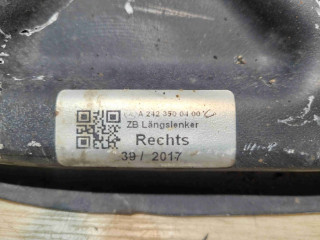 A 242 350 04 00
ZB Längslenker
Rechts
39 / 2017